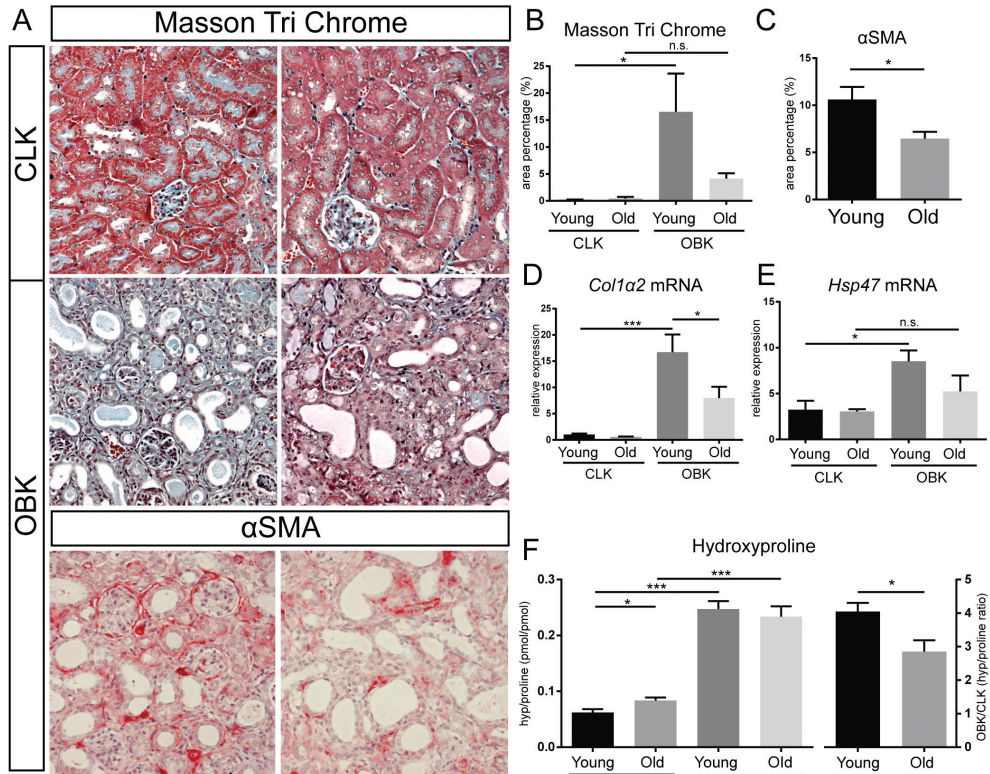 A
Masson Tri Chrome
CLK
OBK
αSMA
B
Masson Tri Chrome
n.s.
*
area percentage (%)
25
20
15
10
5
0
Young Old Young Old
CLK OBK
C
αSMA
*
area percentage (%)
15
10
5
0
Young Old
D
Col1α2 mRNA
*** *
relative expression
25
20
15
10
5
0
Young Old Young Old
CLK OBK
E
Hsp47 mRNA
n.s.
*
relative expression
15
10
5
0
Young Old Young Old
CLK OBK
F
Hydroxyproline
***
***
*
hyp/proline (pmol/pmol)
0.3
0.2
0.1
0.0
Young Old Young Old
*
5
4
3
2
1
0
OBK/CLK (hyp/proline ratio)
Young Old